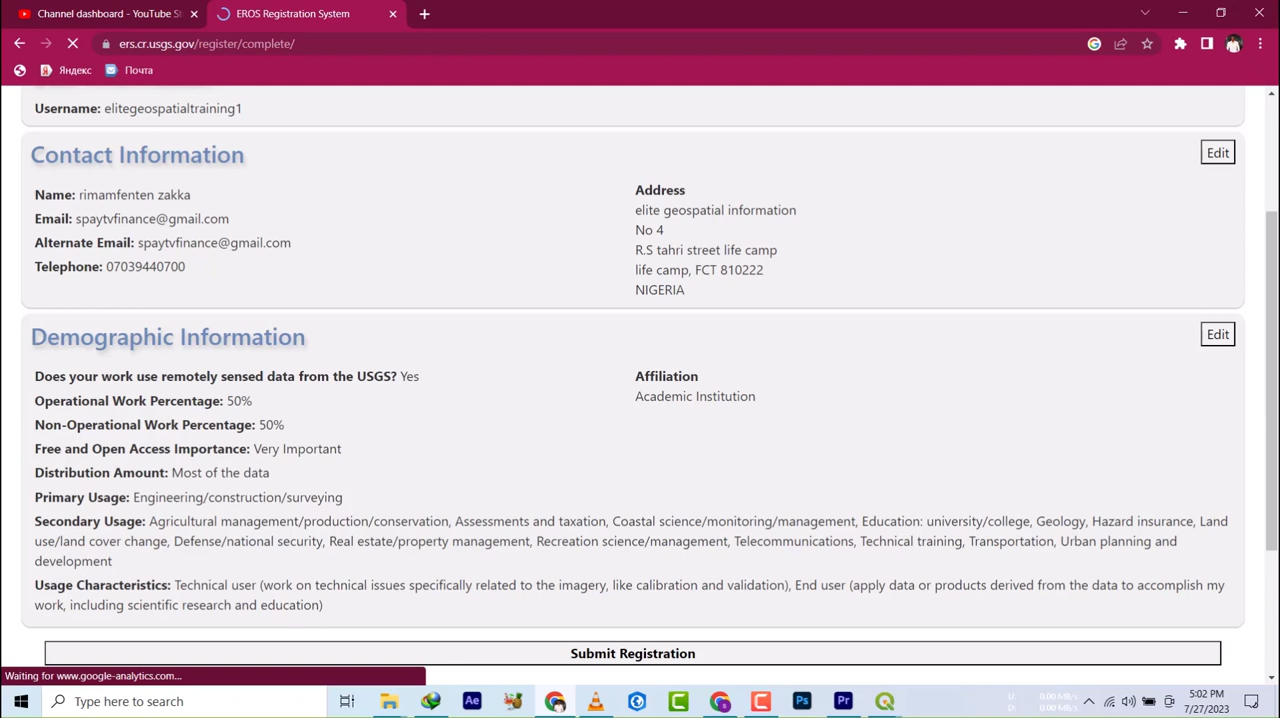 Channel dashboard - YouTube St
EROS Registration System
ers.cr.usgs.gov/register/complete/
Яндекс
Почта
Username: elitegeospatialtraining1
Contact Information
Edit
Name: rimamfenten zakka
Email: spaytvfinance@gmail.com
Alternate Email: spaytvfinance@gmail.com
Telephone: 07039440700
Address
elite geospatial information
No 4
R.S tahri street life camp
life camp, FCT 810222
NIGERIA
Demographic Information
Edit
Does your work use remotely sensed data from the USGS? Yes
Operational Work Percentage: 50%
Non-Operational Work Percentage: 50%
Free and Open Access Importance: Very Important
Distribution Amount: Most of the data
Primary Usage: Engineering/construction/surveying
Secondary Usage: Agricultural management/production/conservation, Assessments and taxation, Coastal science/monitoring/management, Education: university/college, Geology, Hazard insurance, Land
use/land cover change, Defense/national security, Real estate/property management, Recreation science/management, Telecommunications, Technical training, Transportation, Urban planning and
development
Usage Characteristics: Technical user (work on technical issues specifically related to the imagery, like calibration and validation), End user (apply data or products derived from the data to accomplish my
work, including scientific research and education)
Affiliation
Academic Institution
Submit Registration
Waiting for www.google-analytics.com...
Type here to search
Ae
Ps
Pr
U: 0.00 MB/s
D: 0.00 MB/s
5:02 PM
7/27/2023